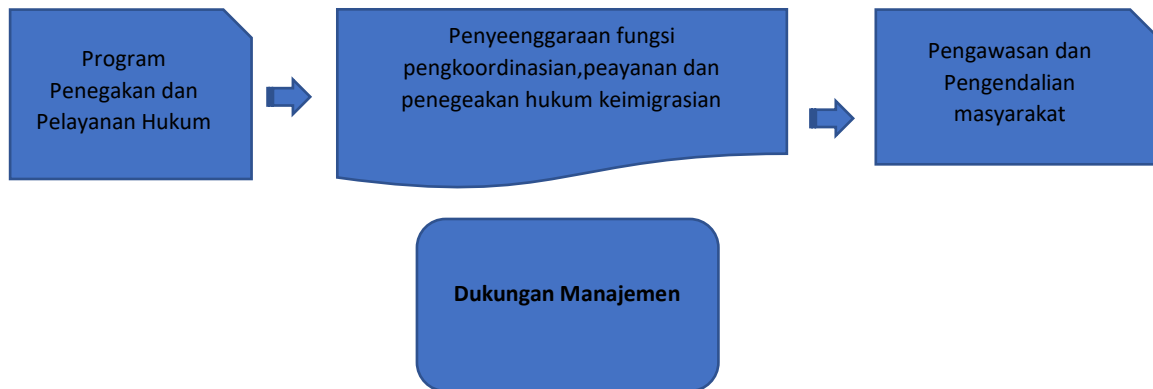 Program
Penegakan dan
Pelayanan Hukum
Penyeenggaraan fungsi
pengkoordinasian,peayanan dan
penegeakan hukum keimigrasian
Pengawasan dan
Pengendalian
masyarakat
Dukungan Manajemen